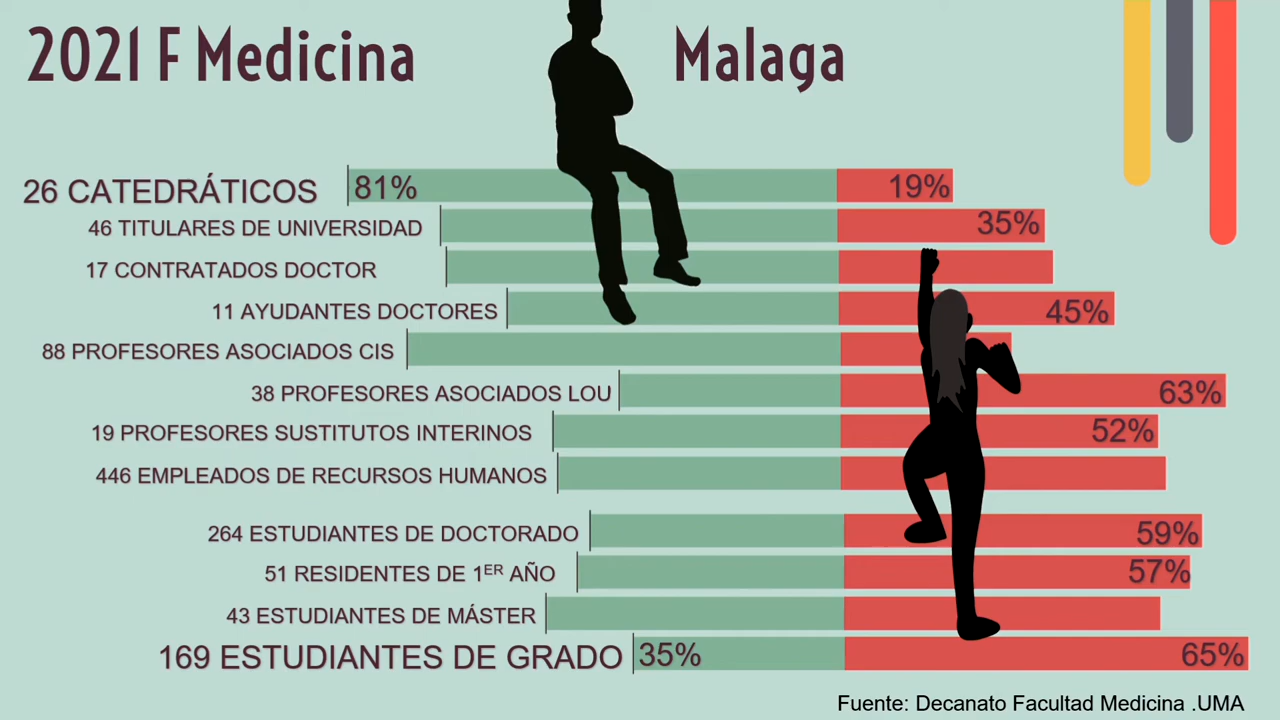 2021 F Medicina Malaga
26 CATEDRÁTICOS 81% 19%
46 TITULARES DE UNIVERSIDAD 35%
17 CONTRATADOS DOCTOR
11 AYUDANTES DOCTORES 45%
88 PROFESORES ASOCIADOS CIS
38 PROFESORES ASOCIADOS LOU 63%
19 PROFESORES SUSTITUTOS INTERINOS 52%
446 EMPLEADOS DE RECURSOS HUMANOS
264 ESTUDIANTES DE DOCTORADO 59%
51 RESIDENTES DE 1ER AÑO 57%
43 ESTUDIANTES DE MÁSTER
169 ESTUDIANTES DE GRADO 35% 65%
Fuente: Decanato Facultad Medicina .UMA